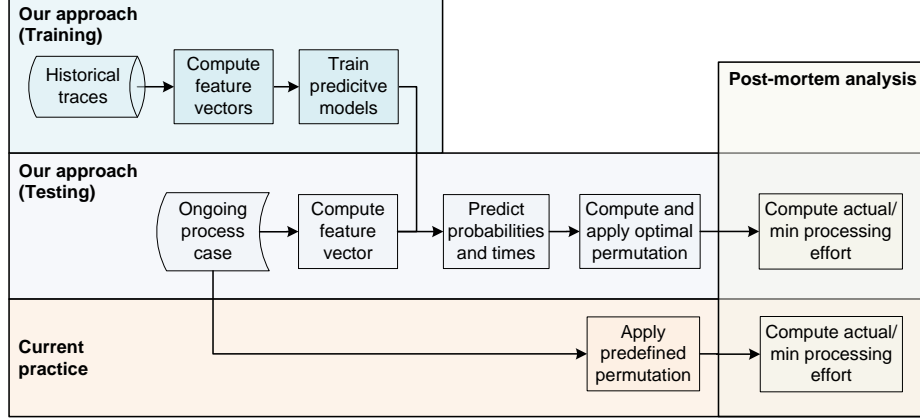 Our approach
(Training)
Historical
traces
Compute
feature
vectors
Train
predicitve
models
Post-mortem analysis
Our approach
(Testing)
Ongoing
process
case
Compute
feature
vector
Predict
probabilities
and times
Compute and
apply optimal
permutation
Compute actual/
min processing
effort
Current
practice
Apply
predefined
permutation
Compute actual/
min processing
effort